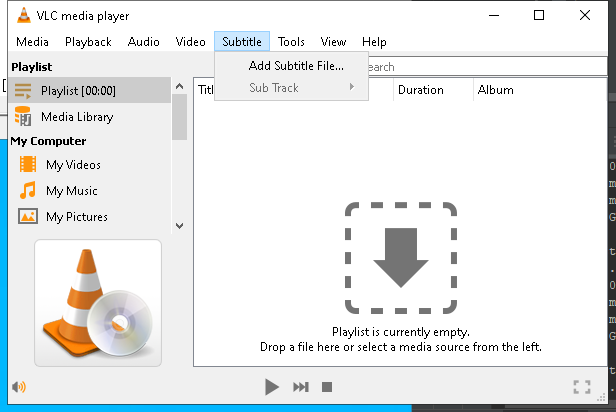 VLC media player
Media Playback Audio Video Subtitle Tools View Help
Add Subtitle File...
Sub Track
Playlist
Playlist [00:00]
Media Library
My Computer
My Videos
My Music
My Pictures
earch
Titl Duration Album
Playlist is currently empty.
Drop a file here or select a media source from the left.